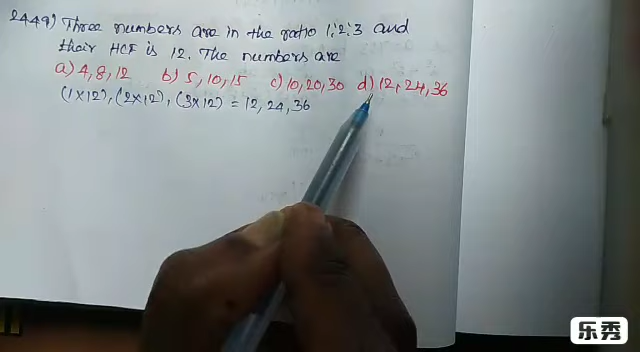 2449) Three numbers are in the ratio 1:2:3 and
their HCF is 12. The numbers are
a) 4, 8, 12 b) 5, 10, 15 c) 10, 20, 30 d) 12, 24, 36
(1×12), (2×12), (3×12) = 12, 24, 36
乐秀